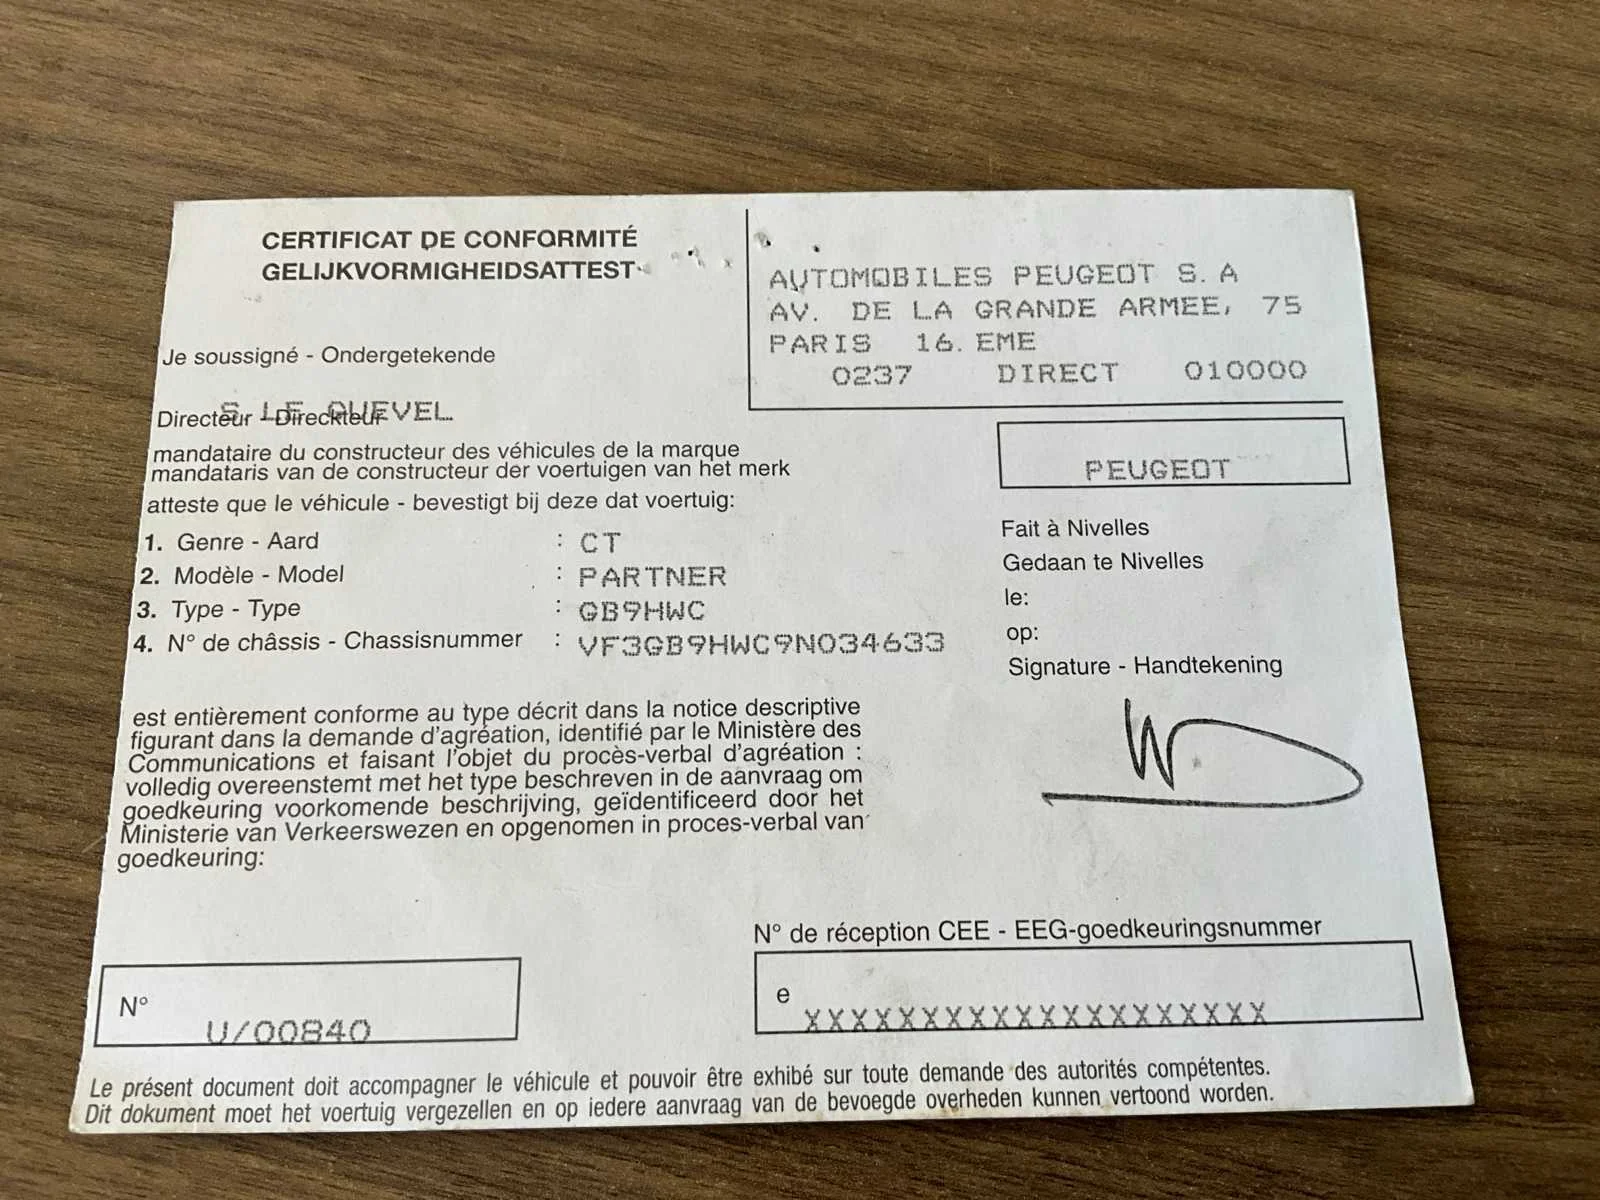 CERTIFICAT DE CONFORMITÉ
GELIJKVORMIGHEIDSATTEST
AUTOMOBILES PEUGEOT S.A
AV. DE LA GRANDE ARMEE, 75
PARIS 16. EME
0237 DIRECT 010000
Je soussigné - Ondergetekende
S LE QUEVEL
Directeur - Direckteur
mandataire du constructeur des véhicules de la marque
mandataris van de constructeur der voertuigen van het merk
PEUGEOT
atteste que le véhicule - bevestigt bij deze dat voertuig:
1. Genre - Aard : CT
2. Modèle - Model : PARTNER
3. Type - Type : GB9HWC
4. N° de châssis - Chassisnummer : VF3GB9HWC9N034633
Fait à Nivelles
Gedaan te Nivelles
le:
op:
Signature - Handtekening
est entièrement conforme au type décrit dans la notice descriptive
figurant dans la demande d'agréation, identifié par le Ministère des
Communications et faisant l'objet du procès-verbal d'agréation :
volledig overeenstemt met het type beschreven in de aanvraag om
goedkeuring voorkomende beschrijving, geïdentificeerd door het
Ministerie van Verkeerswezen en opgenomen in proces-verbal van
goedkeuring:
N° de réception CEE - EEG-goedkeuringsnummer
N° U/00840
e XXXXXXXXXXXXXXXXXXXX
Le présent document doit accompagner le véhicule et pouvoir être exhibé sur toute demande des autorités compétentes.
Dit dokument moet het voertuig vergezellen en op iedere aanvraag van de bevoegde overheden kunnen vertoond worden.